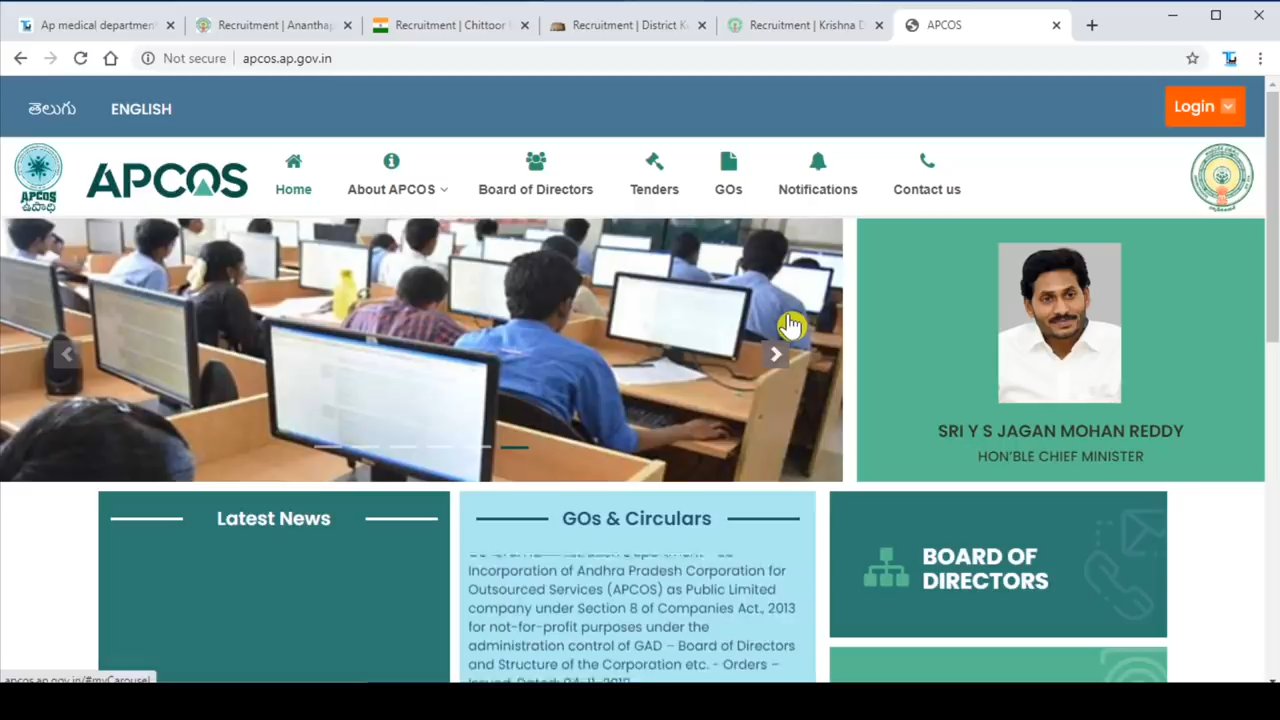 Ap medical department
Recruitment | Ananthap
Recruitment | Chittoor
Recruitment | District K
Recruitment | Krishna D
APCOS
Not secure
apcos.ap.gov.in
తెలుగు
ENGLISH
Login
APCOS
ఉపాధి
APCOS
Home
About APCOS
Board of Directors
Tenders
GOs
Notifications
Contact us
SRI Y S JAGAN MOHAN REDDY
HON'BLE CHIEF MINISTER
Latest News
GOs & Circulars
Incorporation of Andhra Pradesh Corporation for
Outsourced Services (APCOS) as Public Limited
company under Section 8 of Companies Act., 2013
for not-for-profit purposes under the
administration control of GAD – Board of Directors
and Structure of the Corporation etc. - Orders –
BOARD OF
DIRECTORS
apcos.ap.gov.in/#myCarousel